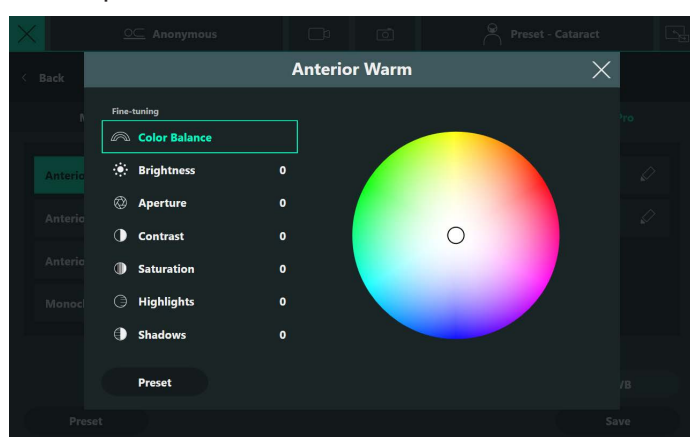 Anonymous
Preset - Cataract
Back
Anterior Warm
Fine-tuning
Color Balance
Brightness 0
Aperture 0
Contrast 0
Saturation 0
Highlights 0
Shadows 0
Preset
Preset
Save